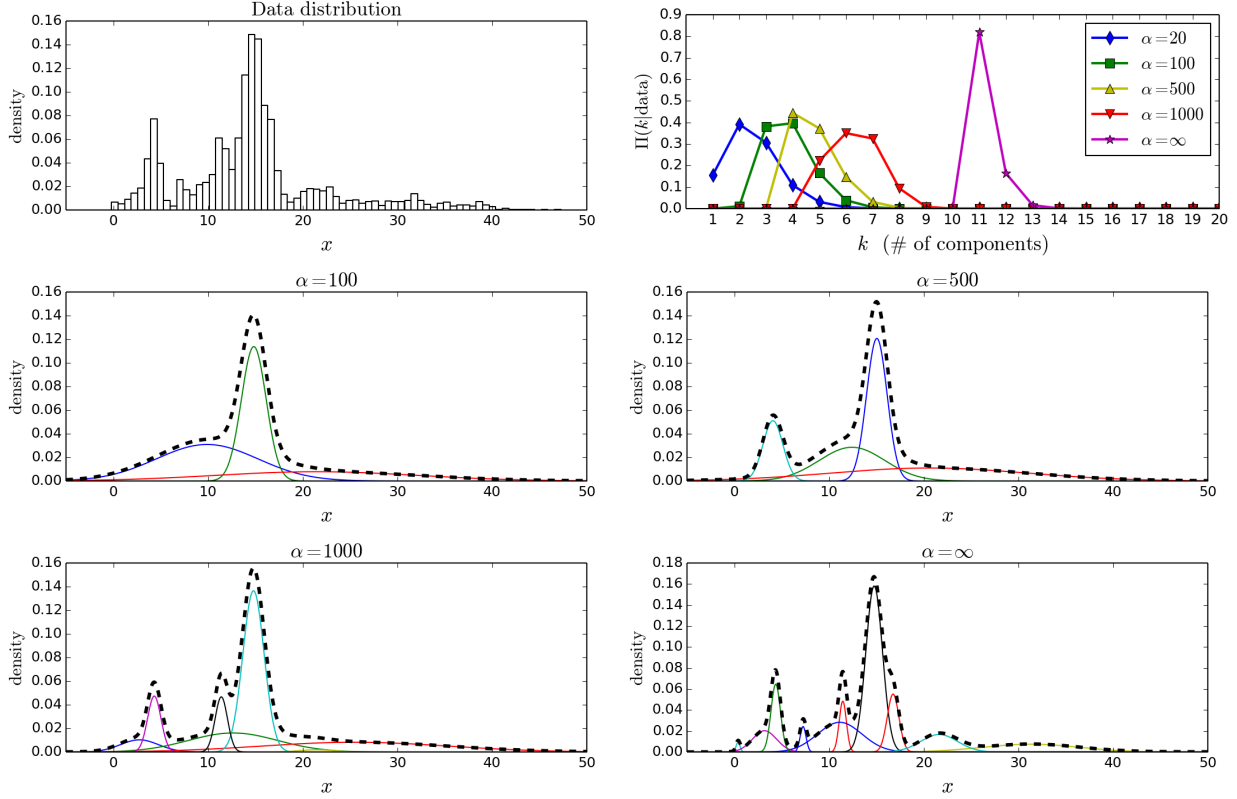 Data distribution
0.16
0.14
0.12
0.10
0.08
0.06
0.04
0.02
0.00
density
0 10 20 30 40 50
x
0.9
0.8
0.7
0.6
0.5
0.4
0.3
0.2
0.1
0.0
Π(k|data)
α=20
α=100
α=500
α=1000
α=∞
1 2 3 4 5 6 7 8 9 10 11 12 13 14 15 16 17 18 19 20
k (# of components)
α=100
0.16
0.14
0.12
0.10
0.08
0.06
0.04
0.02
0.00
density
0 10 20 30 40 50
x
α=500
0.16
0.14
0.12
0.10
0.08
0.06
0.04
0.02
0.00
density
0 10 20 30 40 50
x
α=1000
0.16
0.14
0.12
0.10
0.08
0.06
0.04
0.02
0.00
density
0 10 20 30 40 50
x
α=∞
0.18
0.16
0.14
0.12
0.10
0.08
0.06
0.04
0.02
0.00
density
0 10 20 30 40 50
x